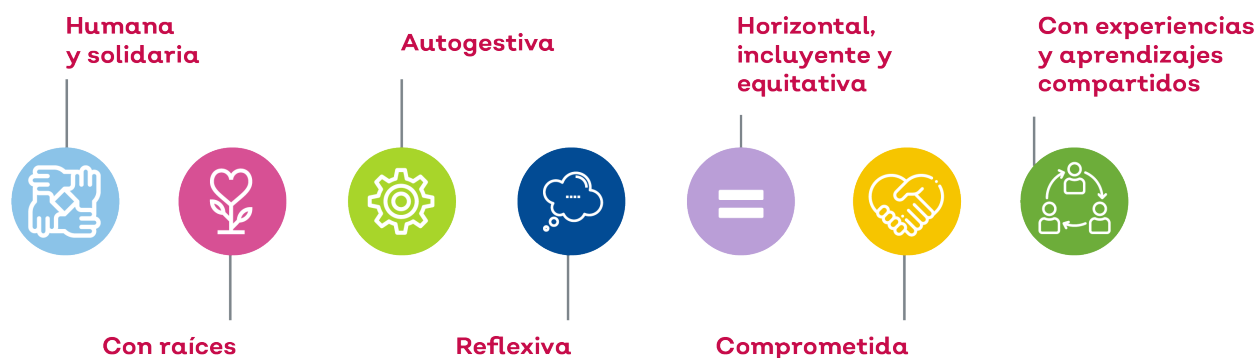 Humana
y solidaria
Con raíces
Autogestiva
Reflexiva
Horizontal,
incluyente y
equitativa
Comprometida
Con experiencias
y aprendizajes
compartidos